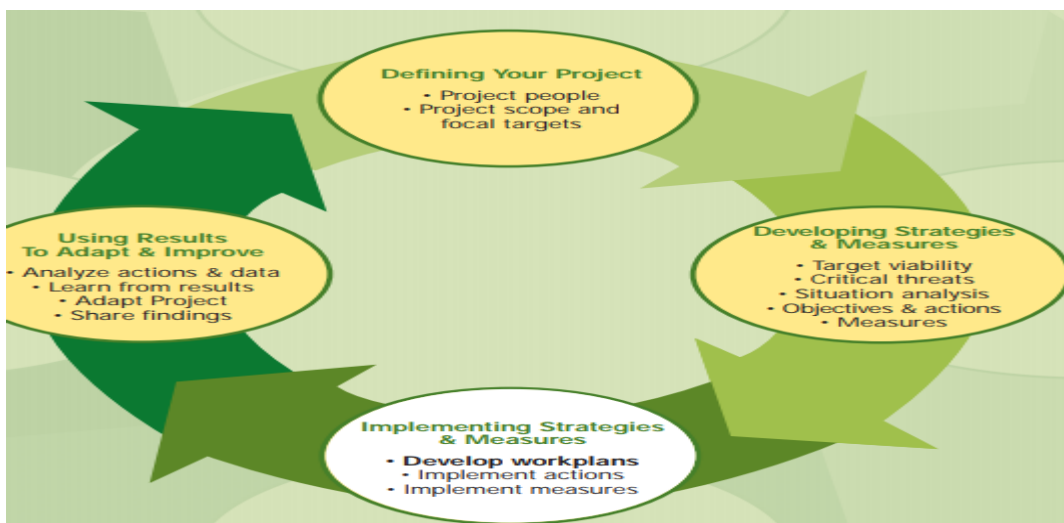 Defining Your Project
• Project people
• Project scope and
focal targets
Developing Strategies
& Measures
• Target viability
• Critical threats
• Situation analysis
• Objectives & actions
• Measures
Implementing Strategies
& Measures
• Develop workplans
• Implement actions
• Implement measures
Using Results
To Adapt & Improve
• Analyze actions & data
• Learn from results
• Adapt Project
• Share findings